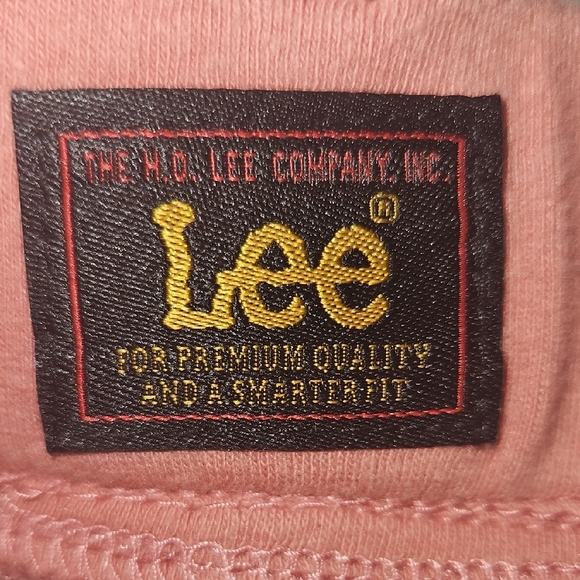 THE H.D. LEE COMPANY, INC.
Lee®
FOR PREMIUM QUALITY
AND A SMARTER FIT